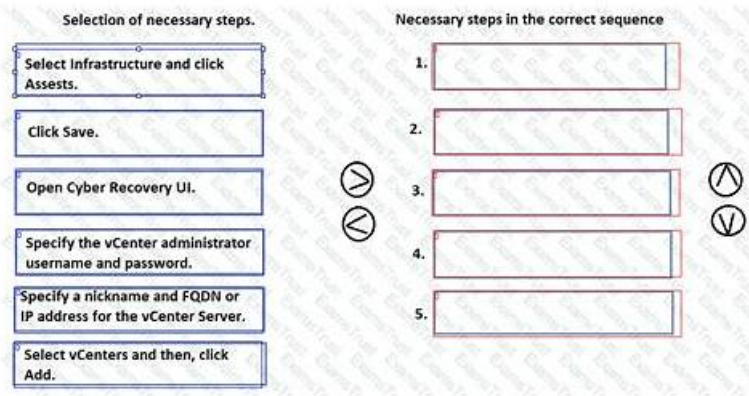 Selection of necessary steps.
Necessary steps in the correct sequence
Select Infrastructure and click
Assests.
Click Save.
Open Cyber Recovery UI.
Specify the vCenter administrator
username and password.
Specify a nickname and FQDN or
IP address for the vCenter Server.
Select vCenters and then, click
Add.
1.
2.
3.
4.
5.
ExamsTrust